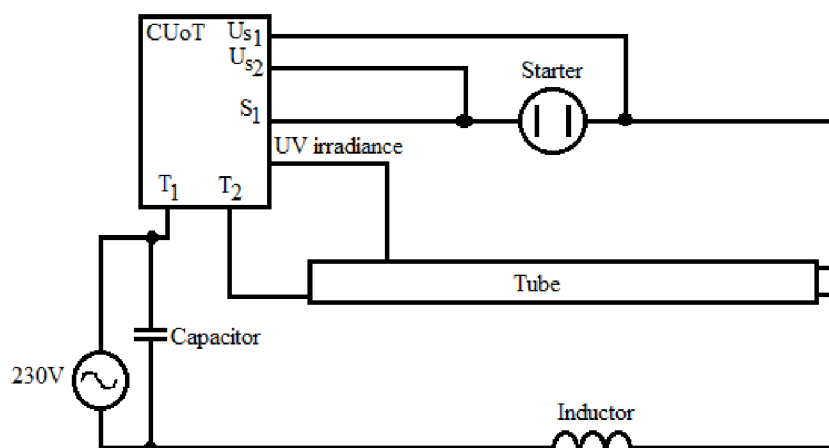 CUoT
Us1
Us2
Starter
S1
UV irradiance
T1
T2
Tube
Capacitor
230V
Inductor